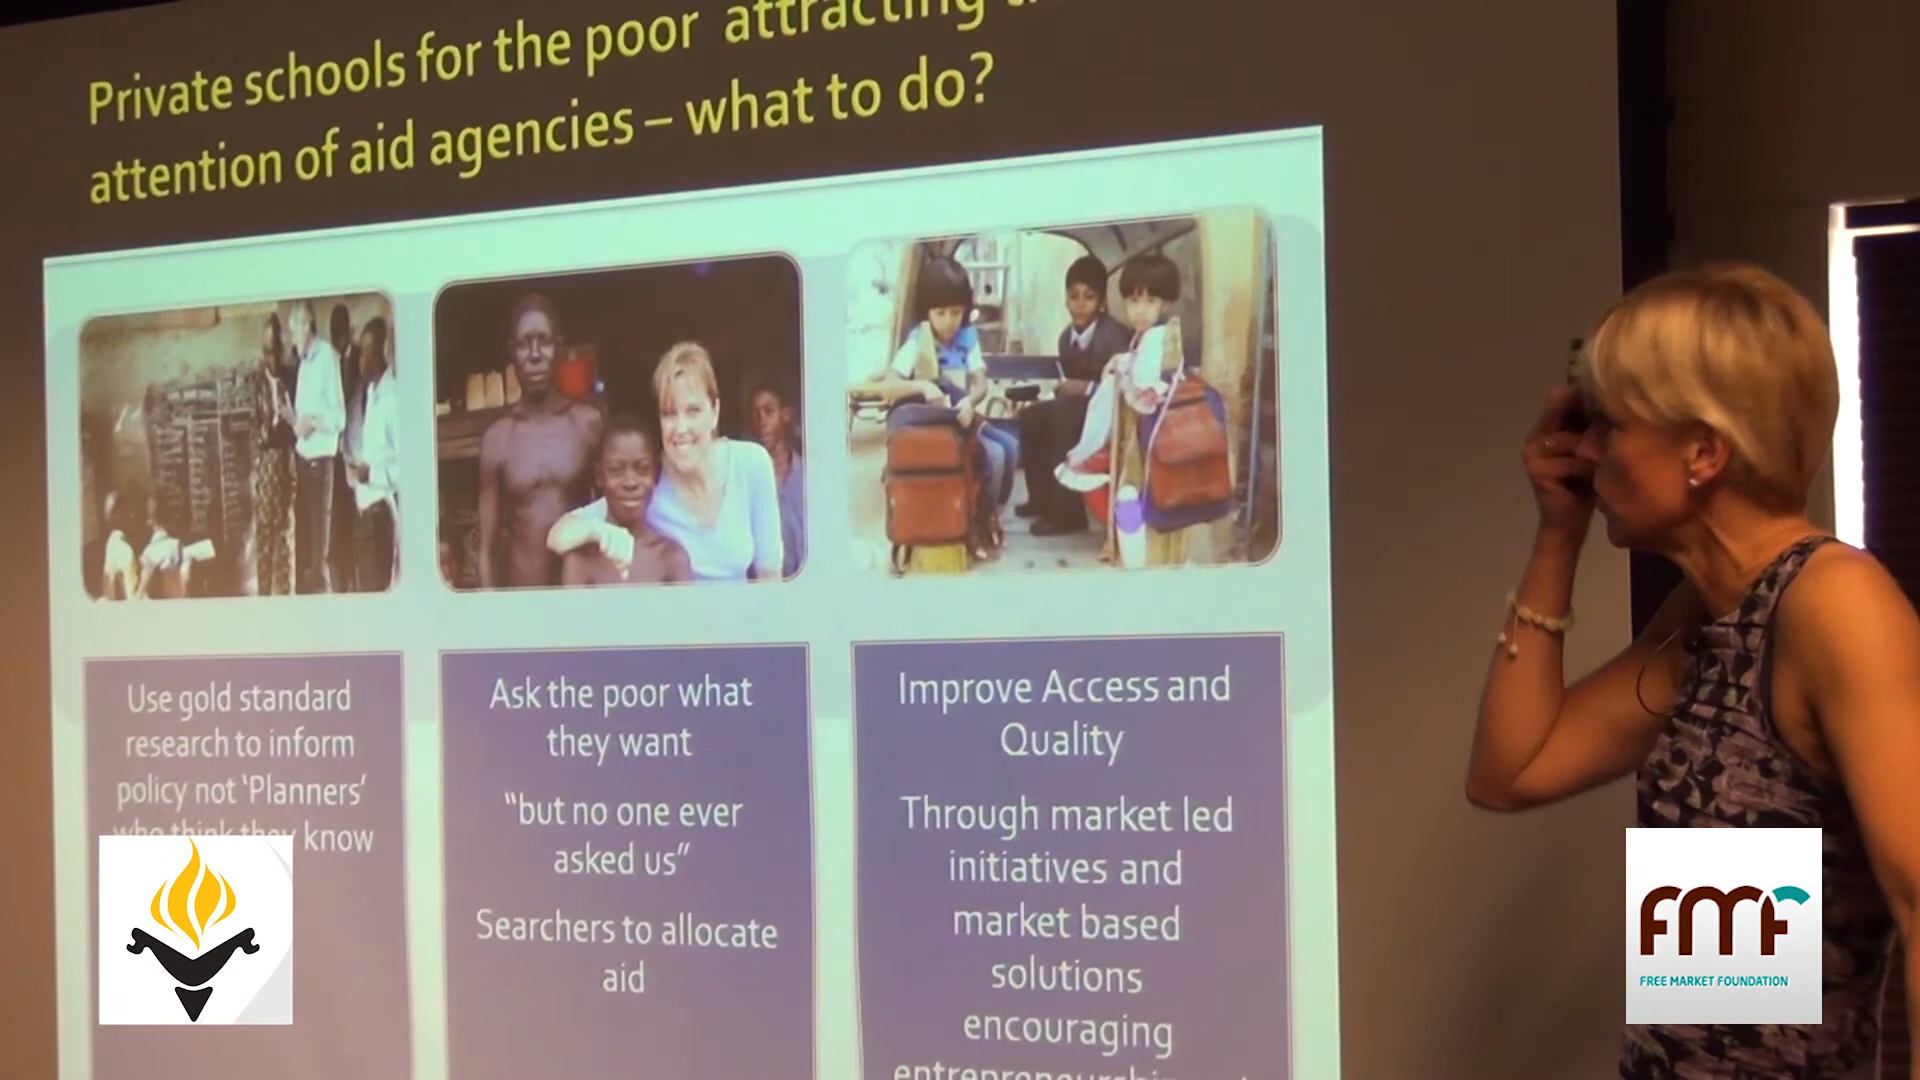 Private schools for the poor attracting
attention of aid agencies – what to do?
Use gold standard
research to inform
policy not 'Planners'
who think they know
Ask the poor what
they want
"but no one ever
asked us"
Searchers to allocate
aid
Improve Access and
Quality
Through market led
initiatives and
market based
solutions
encouraging
entrepreneurship
FMF
FREE MARKET FOUNDATION